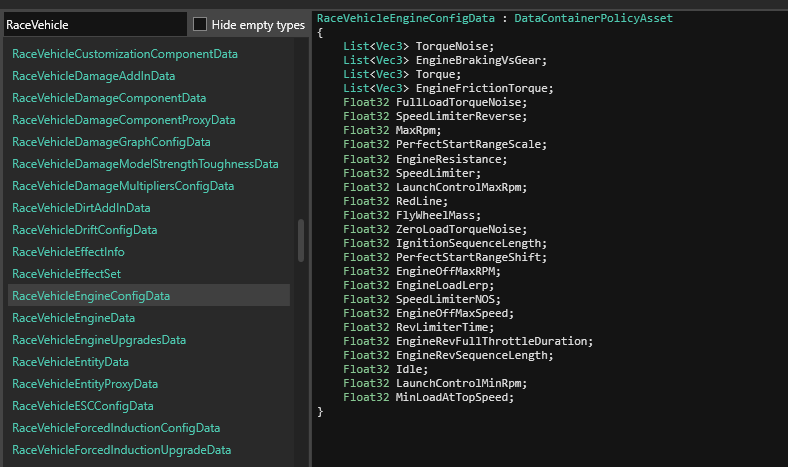 RaceVehicle
Hide empty types
RaceVehicleCustomizationComponentData
RaceVehicleDamageAddInData
RaceVehicleDamageComponentData
RaceVehicleDamageComponentProxyData
RaceVehicleDamageGraphConfigData
RaceVehicleDamageModelStrengthToughnessData
RaceVehicleDamageMultipliersConfigData
RaceVehicleDirtAddInData
RaceVehicleDriftConfigData
RaceVehicleEffectInfo
RaceVehicleEffectSet
RaceVehicleEngineConfigData
RaceVehicleEngineData
RaceVehicleEngineUpgradesData
RaceVehicleEntityData
RaceVehicleEntityProxyData
RaceVehicleESCConfigData
RaceVehicleForcedInductionConfigData
RaceVehicleForcedInductionUpgradeData
RaceVehicleEngineConfigData : DataContainerPolicyAsset
{
List<Vec3> TorqueNoise;
List<Vec3> EngineBrakingVsGear;
List<Vec3> Torque;
List<Vec3> EngineFrictionTorque;
Float32 FullLoadTorqueNoise;
Float32 SpeedLimiterReverse;
Float32 MaxRpm;
Float32 PerfectStartRangeScale;
Float32 EngineResistance;
Float32 SpeedLimiter;
Float32 LaunchControlMaxRpm;
Float32 RedLine;
Float32 FlyWheelMass;
Float32 ZeroLoadTorqueNoise;
Float32 IgnitionSequenceLength;
Float32 PerfectStartRangeShift;
Float32 EngineOffMaxRPM;
Float32 EngineLoadLerp;
Float32 SpeedLimiterNOS;
Float32 EngineOffMaxSpeed;
Float32 RevLimiterTime;
Float32 EngineRevFullThrottleDuration;
Float32 EngineRevSequenceLength;
Float32 Idle;
Float32 LaunchControlMinRpm;
Float32 MinLoadAtTopSpeed;
}